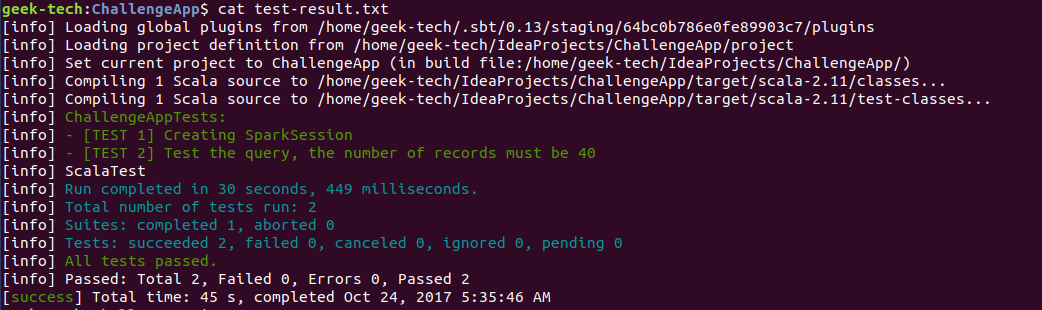 geek-tech:ChallengeApp$ cat test-result.txt
[info] Loading global plugins from /home/geek-tech/.sbt/0.13/staging/64bc0b786e0fe89903c7/plugins
[info] Loading project definition from /home/geek-tech/IdeaProjects/ChallengeApp/project
[info] Set current project to ChallengeApp (in build file:/home/geek-tech/IdeaProjects/ChallengeApp/)
[info] Compiling 1 Scala source to /home/geek-tech/IdeaProjects/ChallengeApp/target/scala-2.11/classes...
[info] Compiling 1 Scala source to /home/geek-tech/IdeaProjects/ChallengeApp/target/scala-2.11/test-classes...
[info] ChallengeAppTests:
[info] - [TEST 1] Creating SparkSession
[info] - [TEST 2] Test the query, the number of records must be 40
[info] ScalaTest
[info] Run completed in 30 seconds, 449 milliseconds.
[info] Total number of tests run: 2
[info] Suites: completed 1, aborted 0
[info] Tests: succeeded 2, failed 0, canceled 0, ignored 0, pending 0
[info] All tests passed.
[info] Passed: Total 2, Failed 0, Errors 0, Passed 2
[success] Total time: 45 s, completed Oct 24, 2017 5:35:46 AM